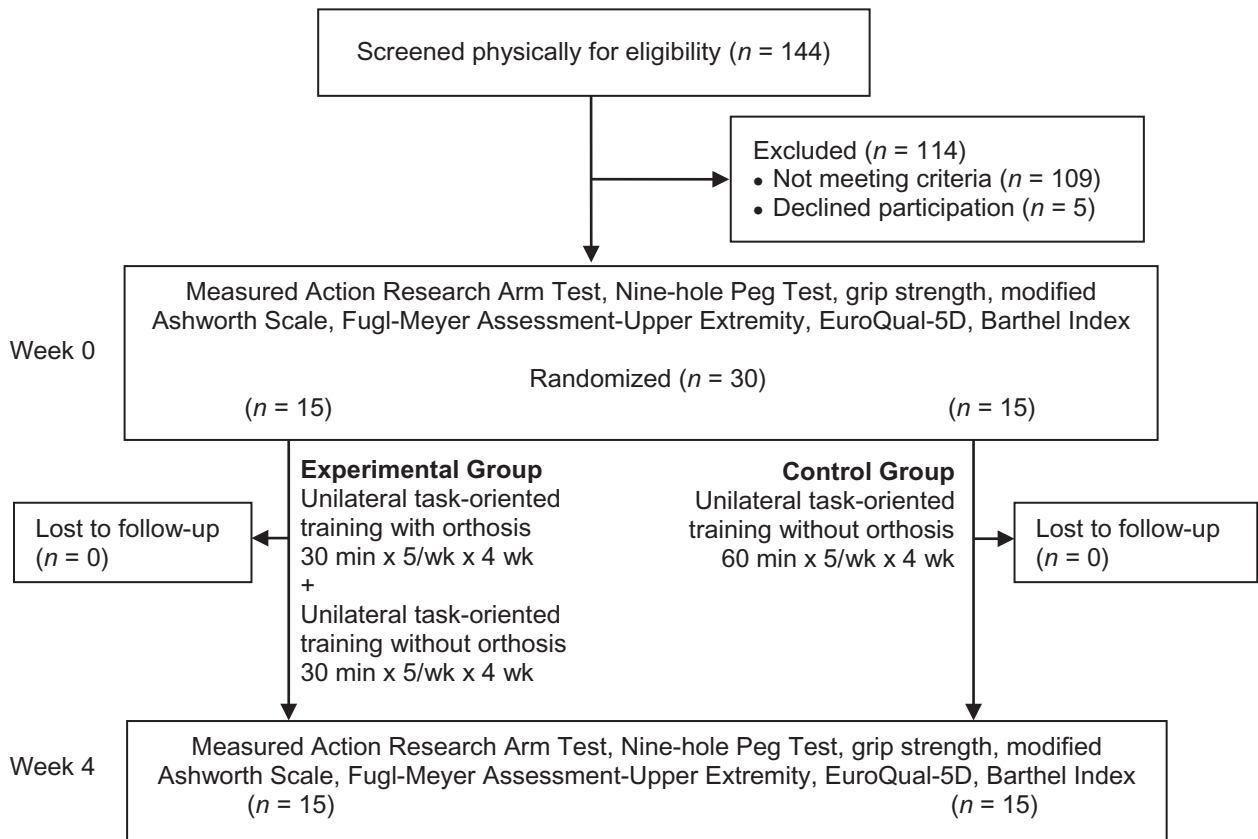 Screened physically for eligibility (n = 144)
Excluded (n = 114)
• Not meeting criteria (n = 109)
• Declined participation (n = 5)
Week 0
Measured Action Research Arm Test, Nine-hole Peg Test, grip strength, modified
Ashworth Scale, Fugl-Meyer Assessment-Upper Extremity, EuroQual-5D, Barthel Index
Randomized (n = 30)
(n = 15)
(n = 15)
Experimental Group
Unilateral task-oriented
training with orthosis
30 min x 5/wk x 4 wk
+
Unilateral task-oriented
training without orthosis
30 min x 5/wk x 4 wk
Control Group
Unilateral task-oriented
training without orthosis
60 min x 5/wk x 4 wk
Lost to follow-up
(n = 0)
Lost to follow-up
(n = 0)
Week 4
Measured Action Research Arm Test, Nine-hole Peg Test, grip strength, modified
Ashworth Scale, Fugl-Meyer Assessment-Upper Extremity, EuroQual-5D, Barthel Index
(n = 15)
(n = 15)